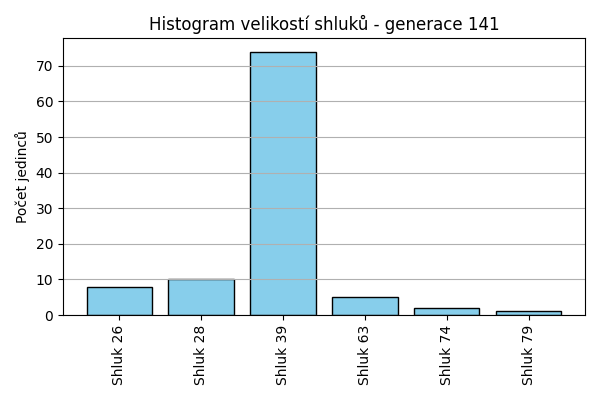 Histogram velikostí shluků - generace 141
Počet jedinců
70
60
50
40
30
20
10
0
Shluk 26
Shluk 28
Shluk 39
Shluk 63
Shluk 74
Shluk 79